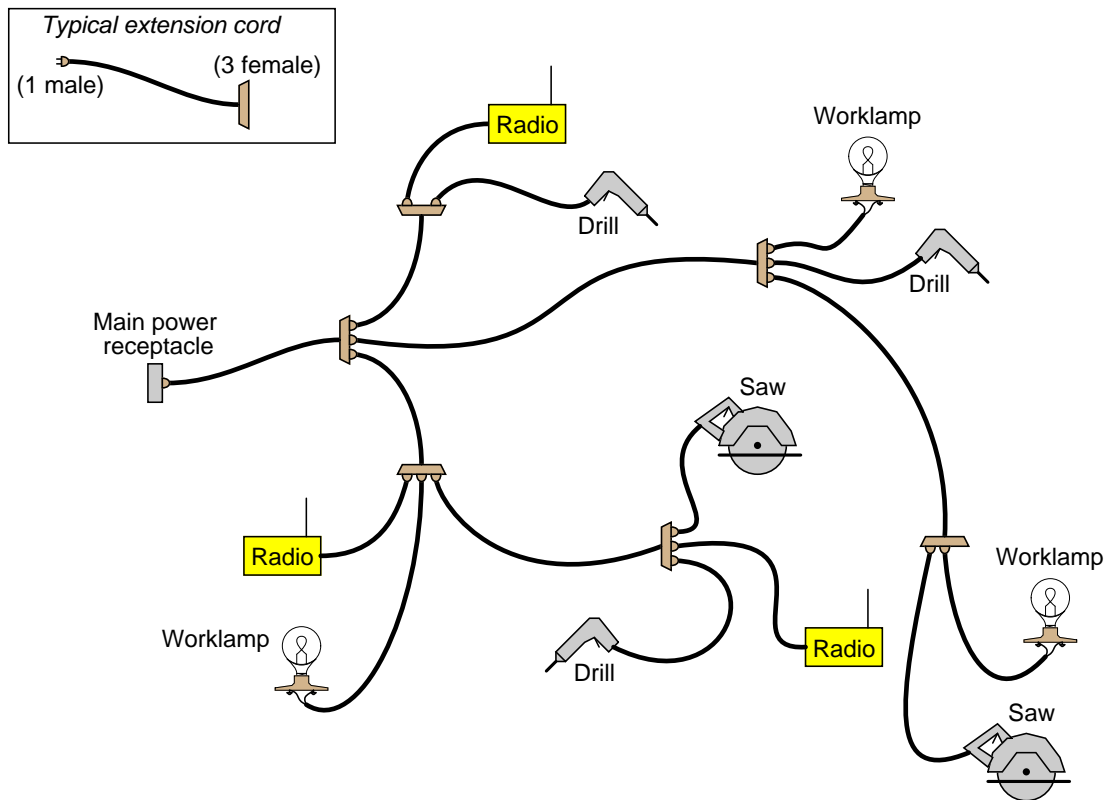 Typical extension cord
(3 female)
(1 male)
Radio
Worklamp
Drill
Drill
Main power
receptacle
Saw
Radio
Worklamp
Worklamp
Drill
Radio
Saw